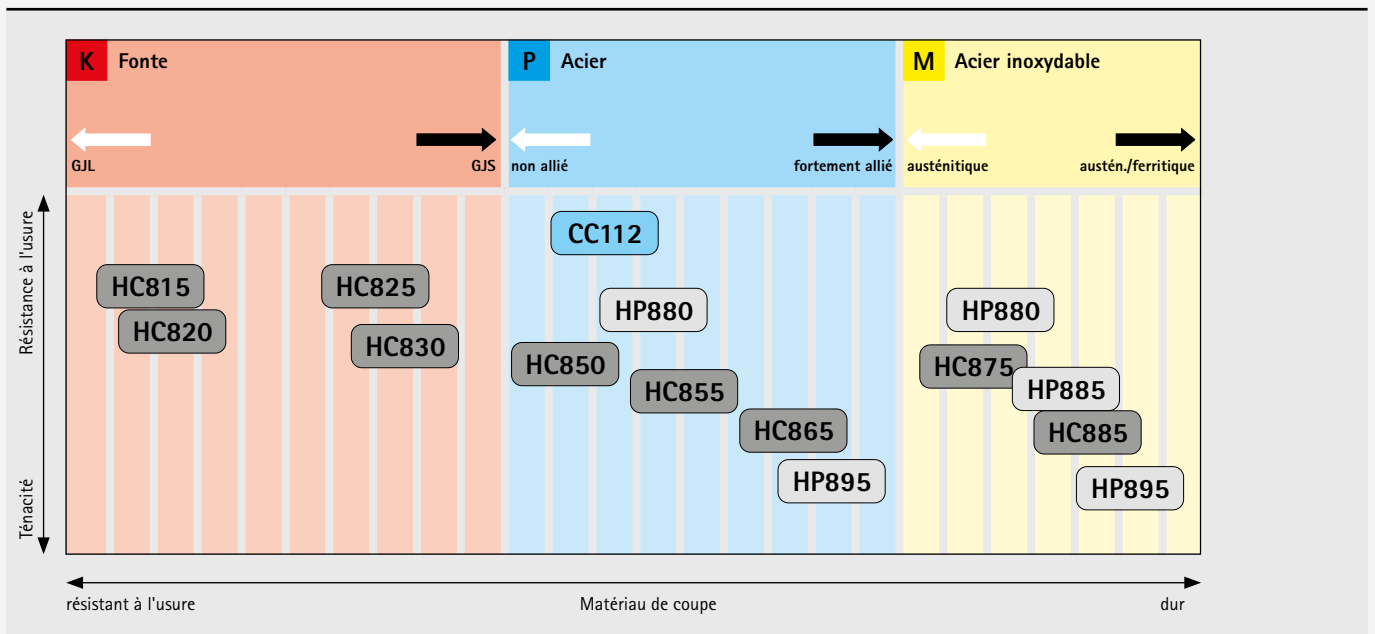 K Fonte
P Acier
M Acier inoxydable
GJL
GJS
non allié
fortement allié
austénitique
austén./ferritique
Résistance à l'usure
Ténacité
CC112
HC815
HC825
HP880
HP880
HC820
HC830
HC850
HC875
HC855
HP885
HC865
HC885
HP895
HP895
résistant à l'usure
Matériau de coupe
dur